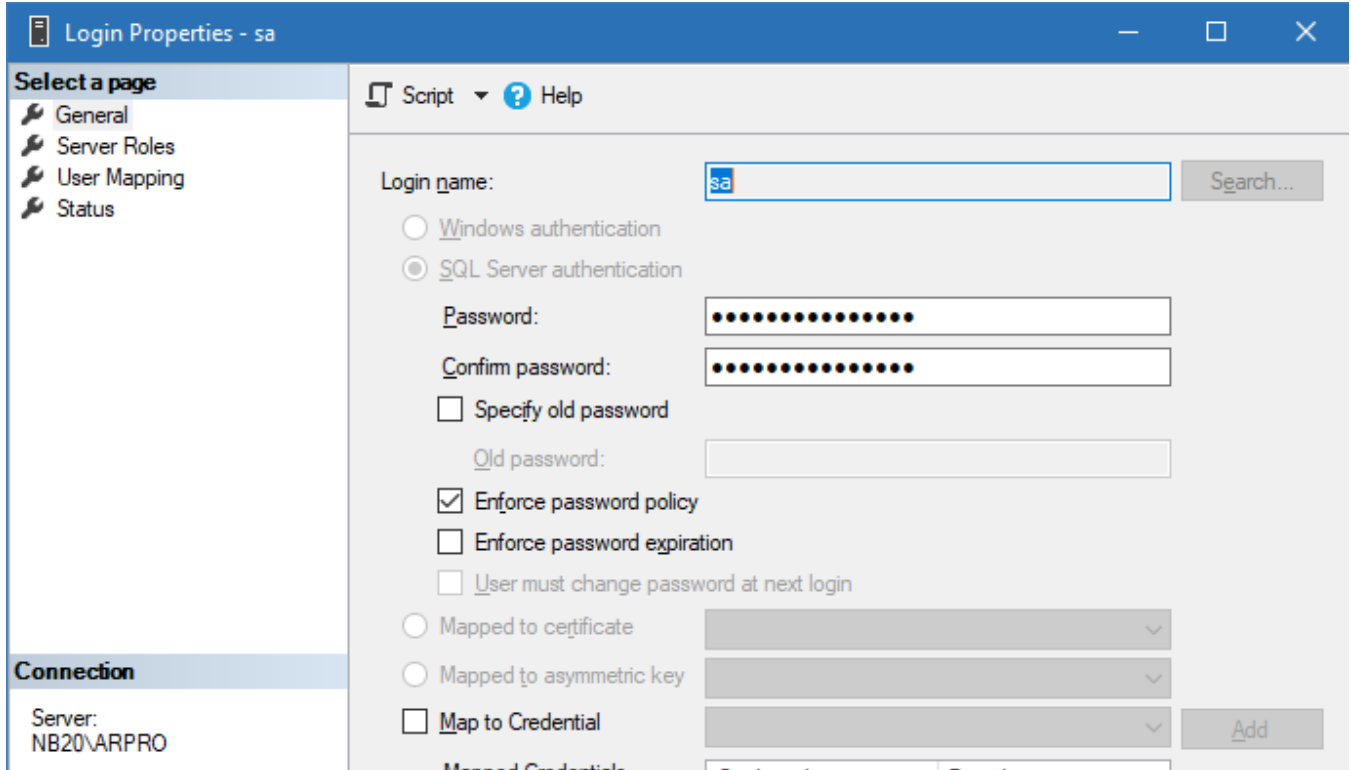 Login Properties - sa
Select a page
General
Server Roles
User Mapping
Status
Connection
Server:
NB20\ARPRO
Script
Help
Login name:
sa
Search...
Windows authentication
SQL Server authentication
Password:
Confirm password:
Specify old password
Old password:
Enforce password policy
Enforce password expiration
User must change password at next login
Mapped to certificate
Mapped to asymmetric key
Map to Credential
Add
Mapped Credentials